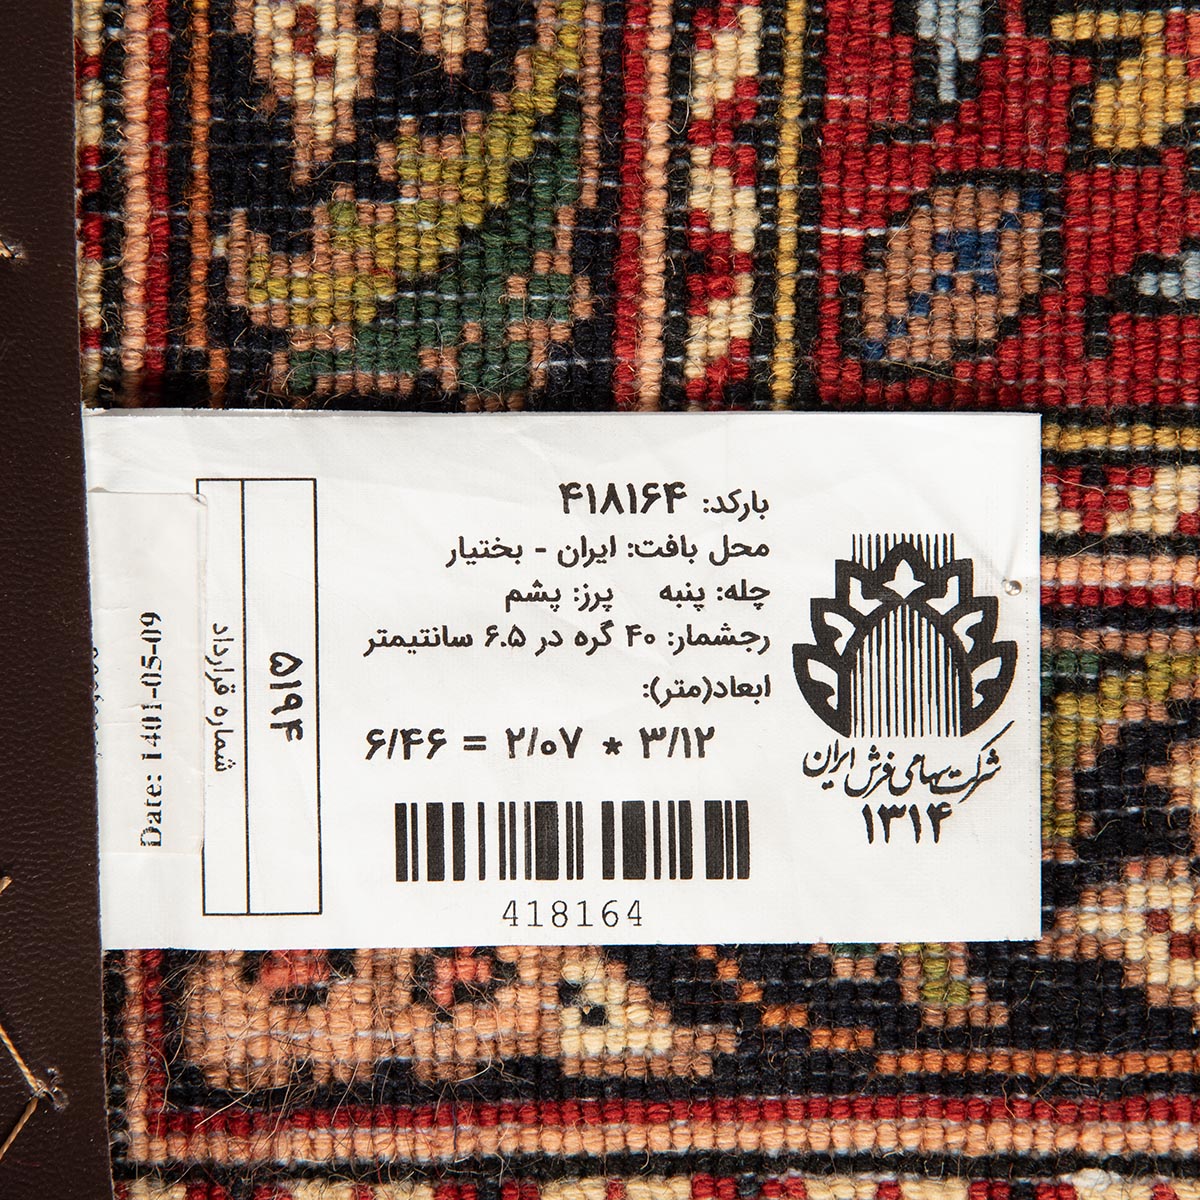 بارکد: ۴۱۸۱۶۴
محل بافت: ایران - بختیار
چله: پنبه پرز: پشم
رجشمار: ۴۰ گره در ۶.۵ سانتیمتر
ابعاد(متر):
۳/۱۲ * ۲/۰۷ = ۶/۴۶
418164
شرکت سهامی فرش ایران
۱۳۱۴
شماره قرارداد
۵۱۹۴
Date: 1401-05-09